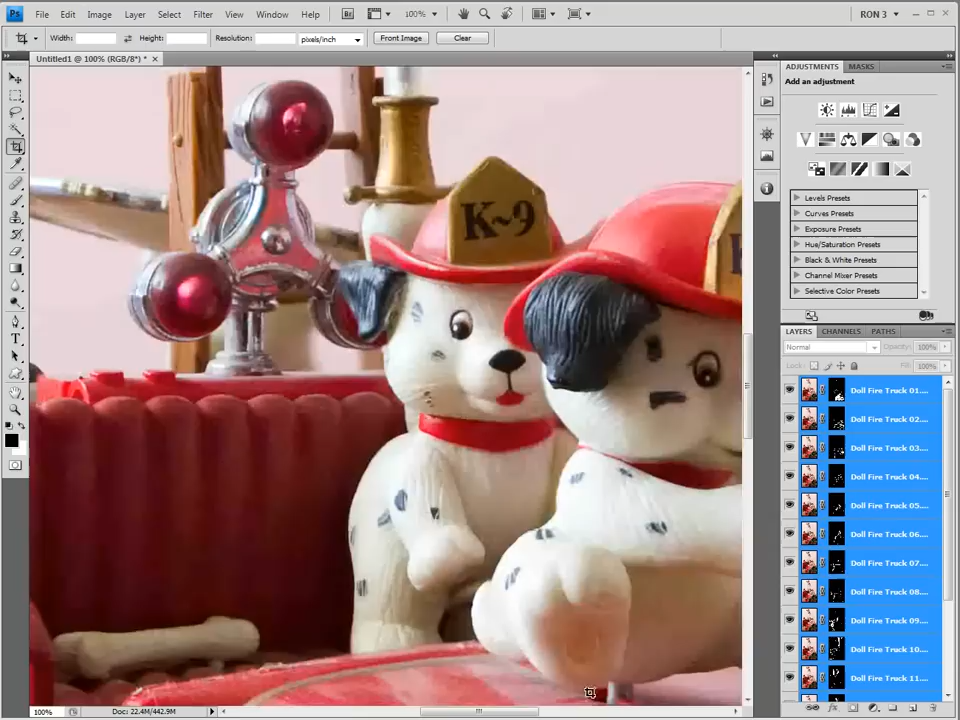 Ps File Edit Image Layer Select Filter View Window Help Br 100% RON 3
Width: Height: Resolution: pixels/inch Front Image Clear
Untitled1 @ 100% (RGB/8*) * ×
ADJUSTMENTS MASKS
Add an adjustment
Levels Presets
Curves Presets
Exposure Presets
Hue/Saturation Presets
Black & White Presets
Channel Mixer Presets
Selective Color Presets
K~9
K
LAYERS CHANNELS PATHS
Normal Opacity: 100%
Lock: Fill: 100%
Doll Fire Truck 01....
Doll Fire Truck 02....
Doll Fire Truck 03....
Doll Fire Truck 04....
Doll Fire Truck 05....
Doll Fire Truck 06....
Doll Fire Truck 07....
Doll Fire Truck 08....
Doll Fire Truck 09....
Doll Fire Truck 10....
Doll Fire Truck 11....
100% Doc: 22.4M/442.9M
fx